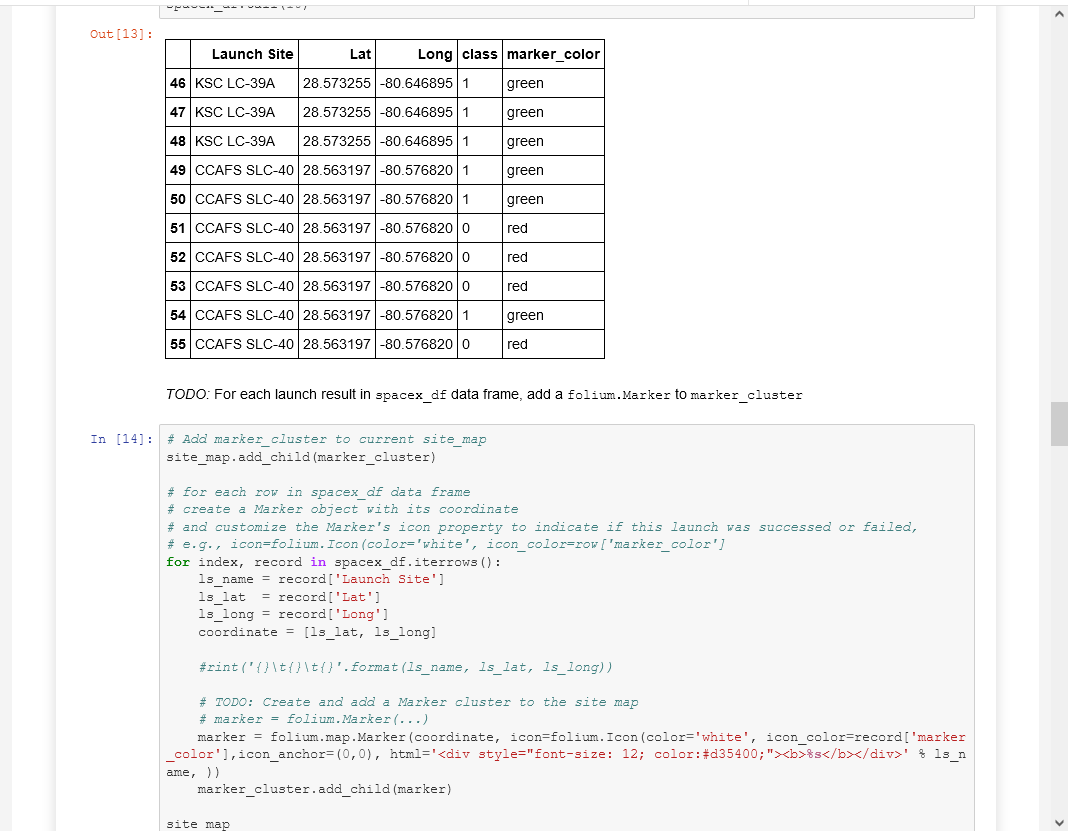 spacex_df.tail(10)
Out[13]:
Launch Site Lat Long class marker_color
46 KSC LC-39A 28.573255 -80.646895 1 green
47 KSC LC-39A 28.573255 -80.646895 1 green
48 KSC LC-39A 28.573255 -80.646895 1 green
49 CCAFS SLC-40 28.563197 -80.576820 1 green
50 CCAFS SLC-40 28.563197 -80.576820 1 green
51 CCAFS SLC-40 28.563197 -80.576820 0 red
52 CCAFS SLC-40 28.563197 -80.576820 0 red
53 CCAFS SLC-40 28.563197 -80.576820 0 red
54 CCAFS SLC-40 28.563197 -80.576820 1 green
55 CCAFS SLC-40 28.563197 -80.576820 0 red
TODO: For each launch result in spacex_df data frame, add a folium.Marker to marker_cluster
In [14]: # Add marker_cluster to current site_map
site_map.add_child(marker_cluster)
# for each row in spacex_df data frame
# create a Marker object with its coordinate
# and customize the Marker's icon property to indicate if this launch was successed or failed,
# e.g., icon=folium.Icon(color='white', icon_color=row['marker_color']
for index, record in spacex_df.iterrows():
    ls_name = record['Launch Site']
    ls_lat  = record['Lat']
    ls_long = record['Long']
    coordinate = [ls_lat, ls_long]
    #rint('{}\t{}\t{}'.format(ls_name, ls_lat, ls_long))
    # TODO: Create and add a Marker cluster to the site map
    # marker = folium.Marker(...)
    marker = folium.map.Marker(coordinate, icon=folium.Icon(color='white', icon_color=record['marker
_color'],icon_anchor=(0,0), html='<div style="font-size: 12; color:#d35400;"><b>%s</b></div>' % ls_n
ame, ))
    marker_cluster.add_child(marker)
site_map